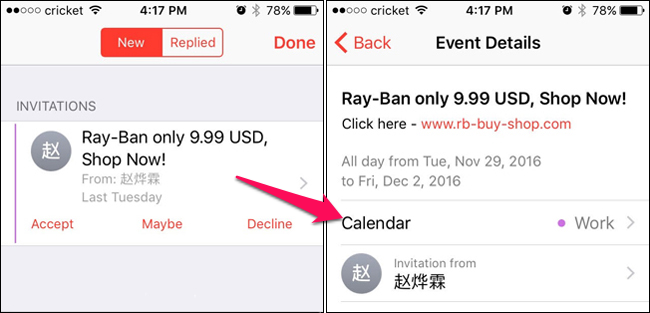 cricket 4:17 PM 78%
New Replied Done
INVITATIONS
赵
Ray-Ban only 9.99 USD,
Shop Now!
From: 赵烨霖
Last Tuesday
Accept Maybe Decline
cricket 4:17 PM 78%
Back Event Details
Ray-Ban only 9.99 USD, Shop Now!
Click here - www.rb-buy-shop.com
All day from Tue, Nov 29, 2016
to Fri, Dec 2, 2016
Calendar Work
赵
Invitation from
赵烨霖